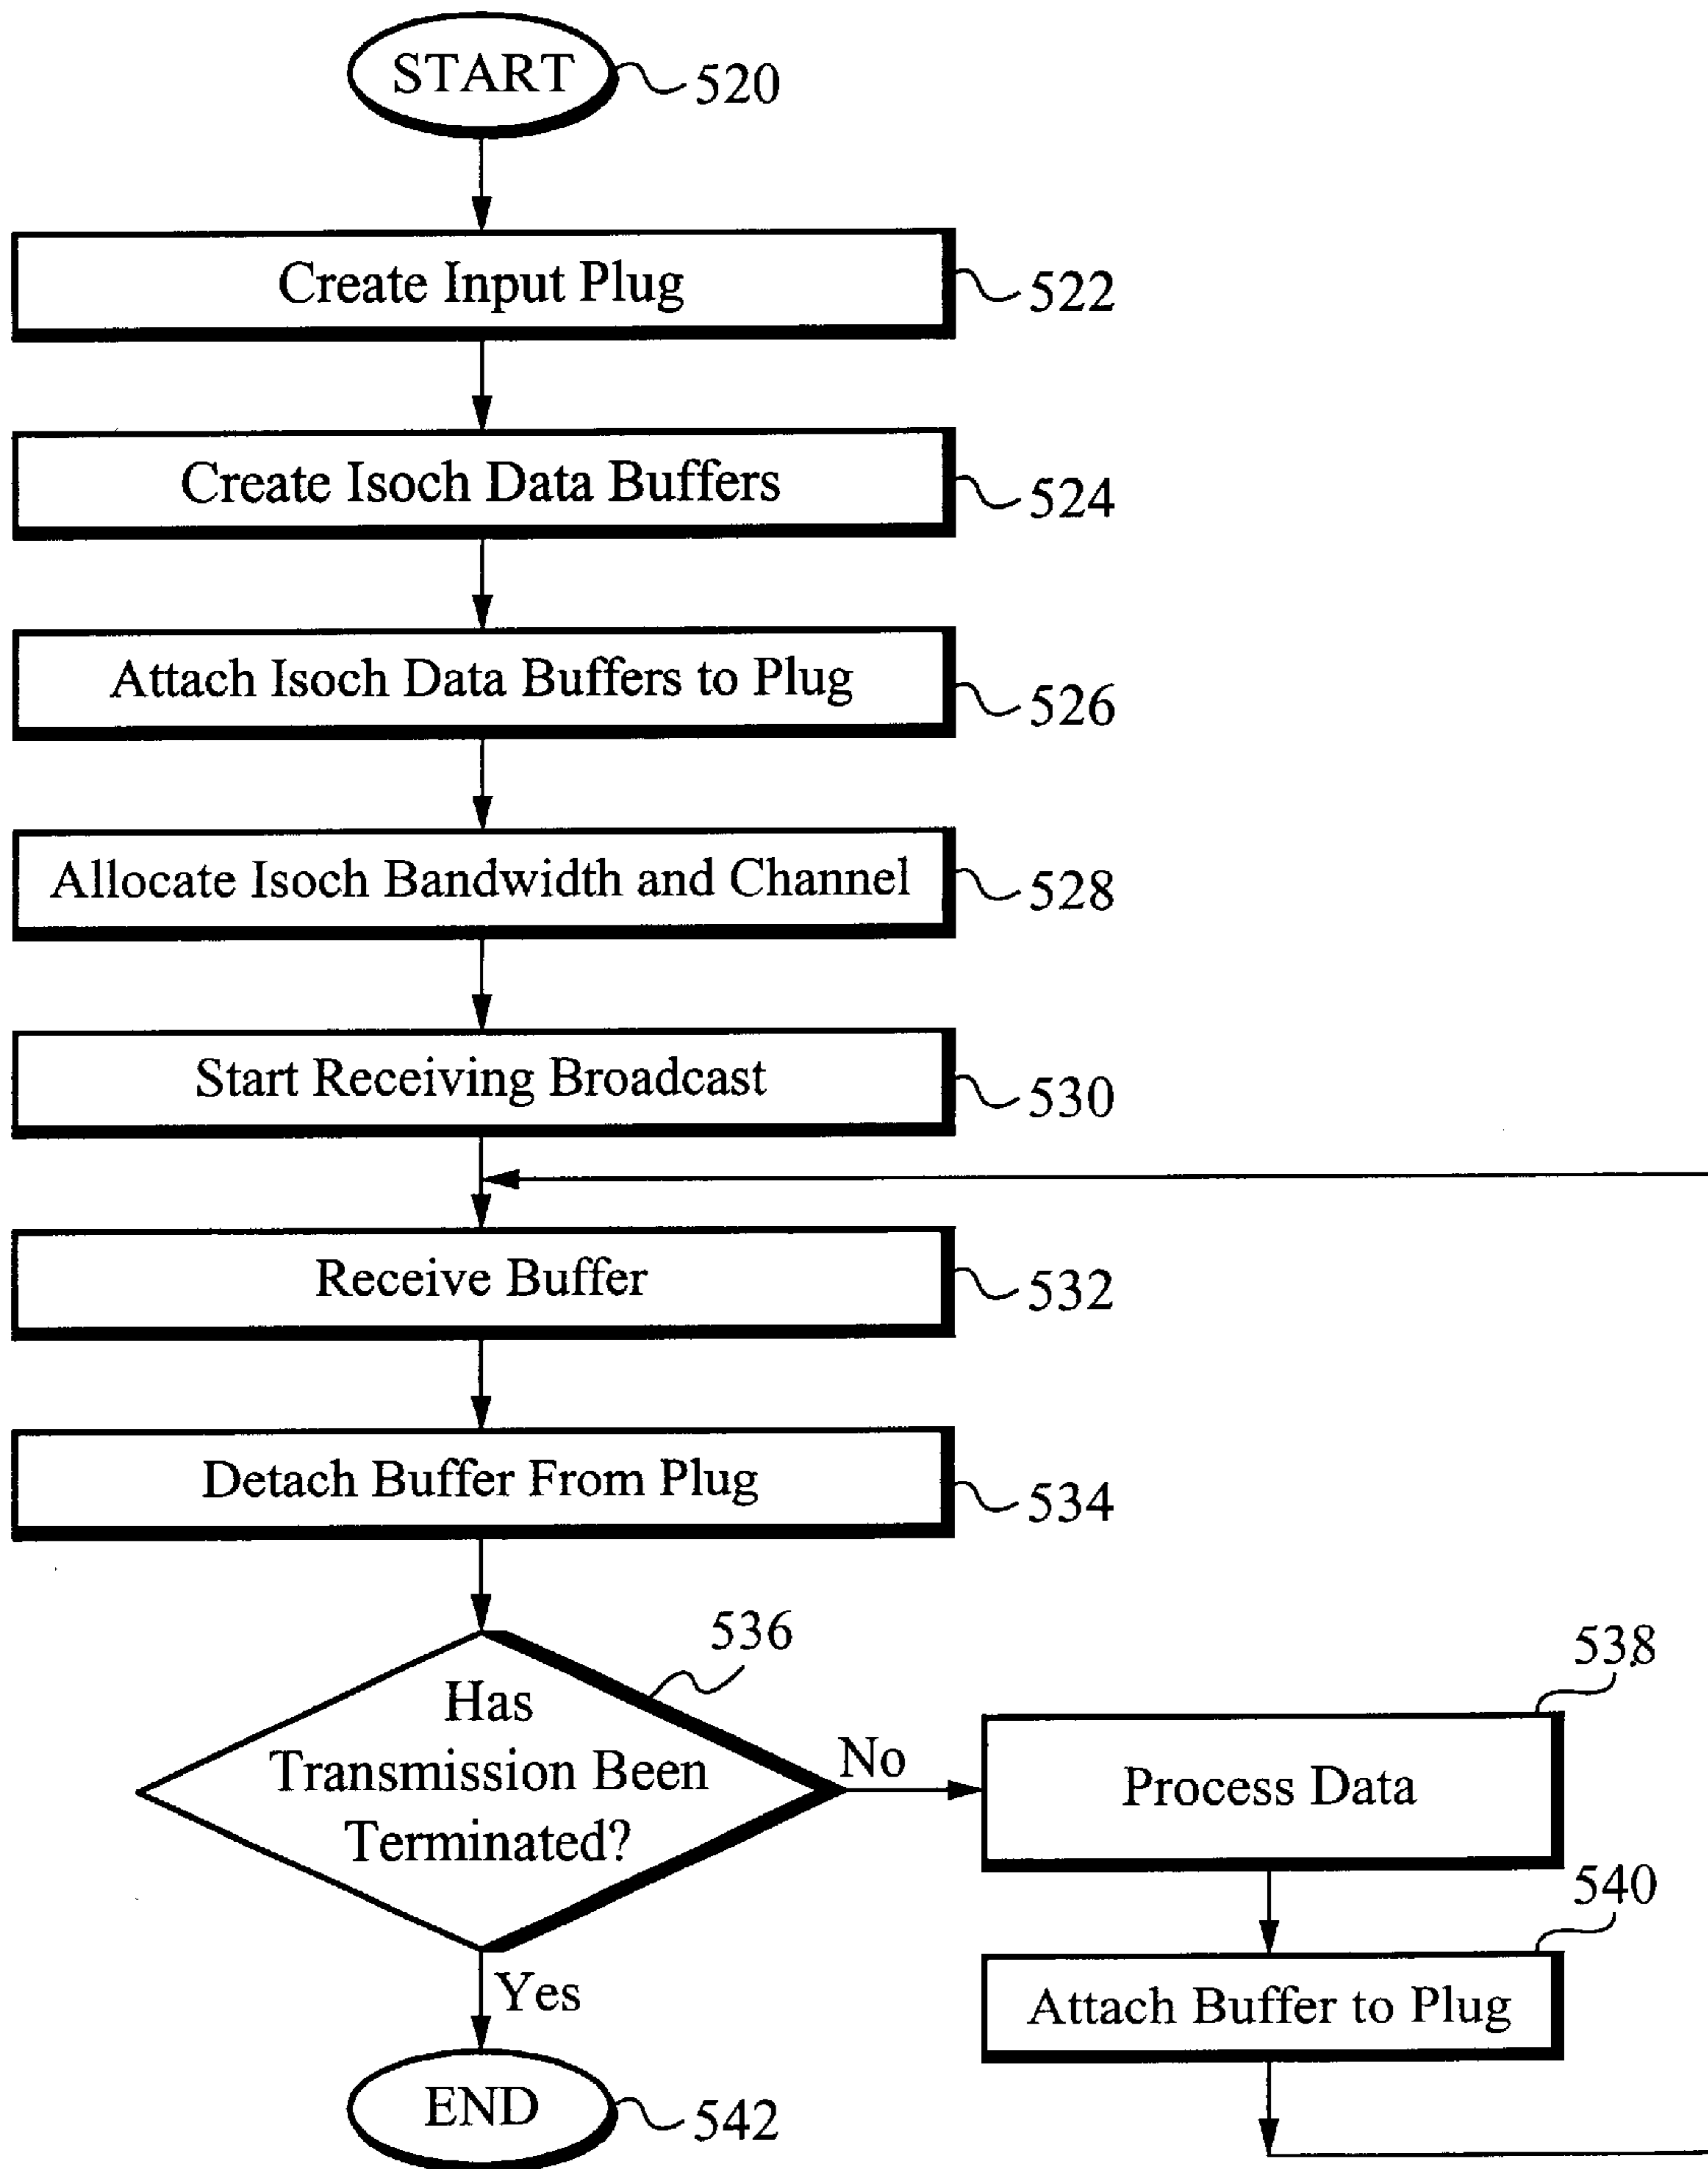 START
520
Create Input Plug
522
Create Isoch Data Buffers
524
Attach Isoch Data Buffers to Plug
526
Allocate Isoch Bandwidth and Channel
528
Start Receiving Broadcast
530
Receive Buffer
532
Detach Buffer From Plug
534
536
Has
Transmission Been
Terminated?
No
538
Process Data
540
Attach Buffer to Plug
Yes
END
542